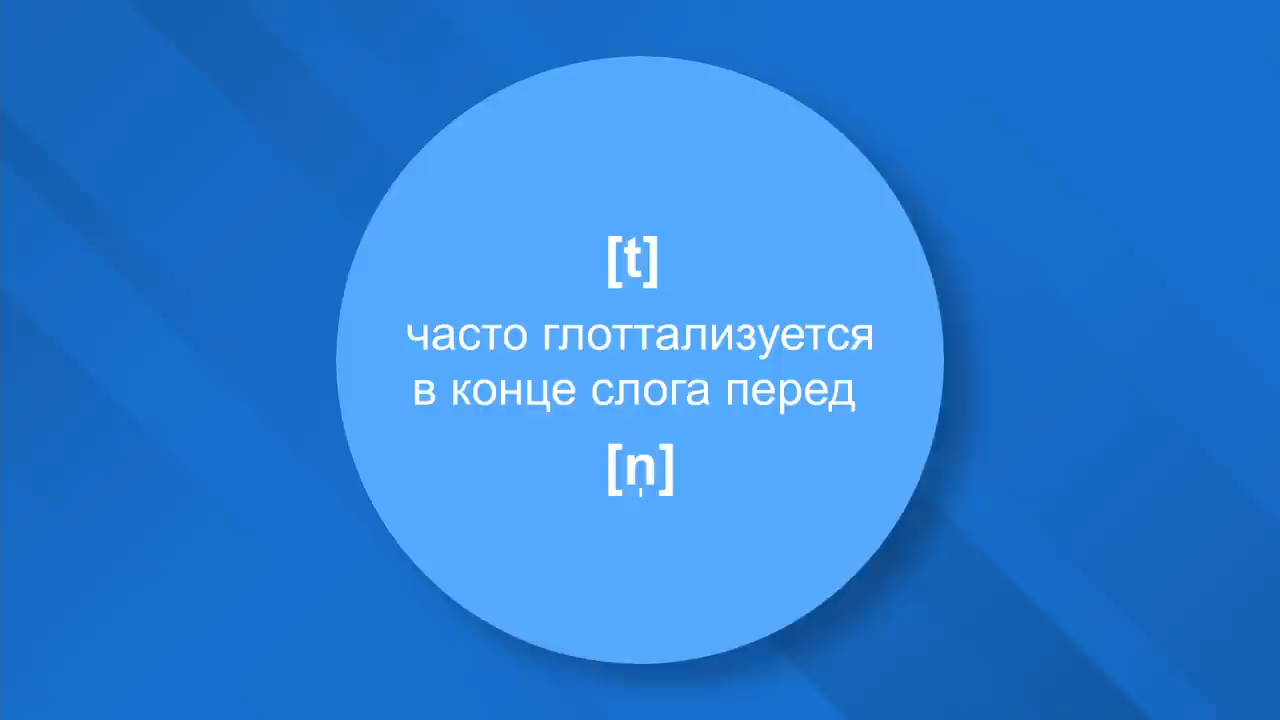 [t]
часто глоттализуется
в конце слога перед
[n̩]